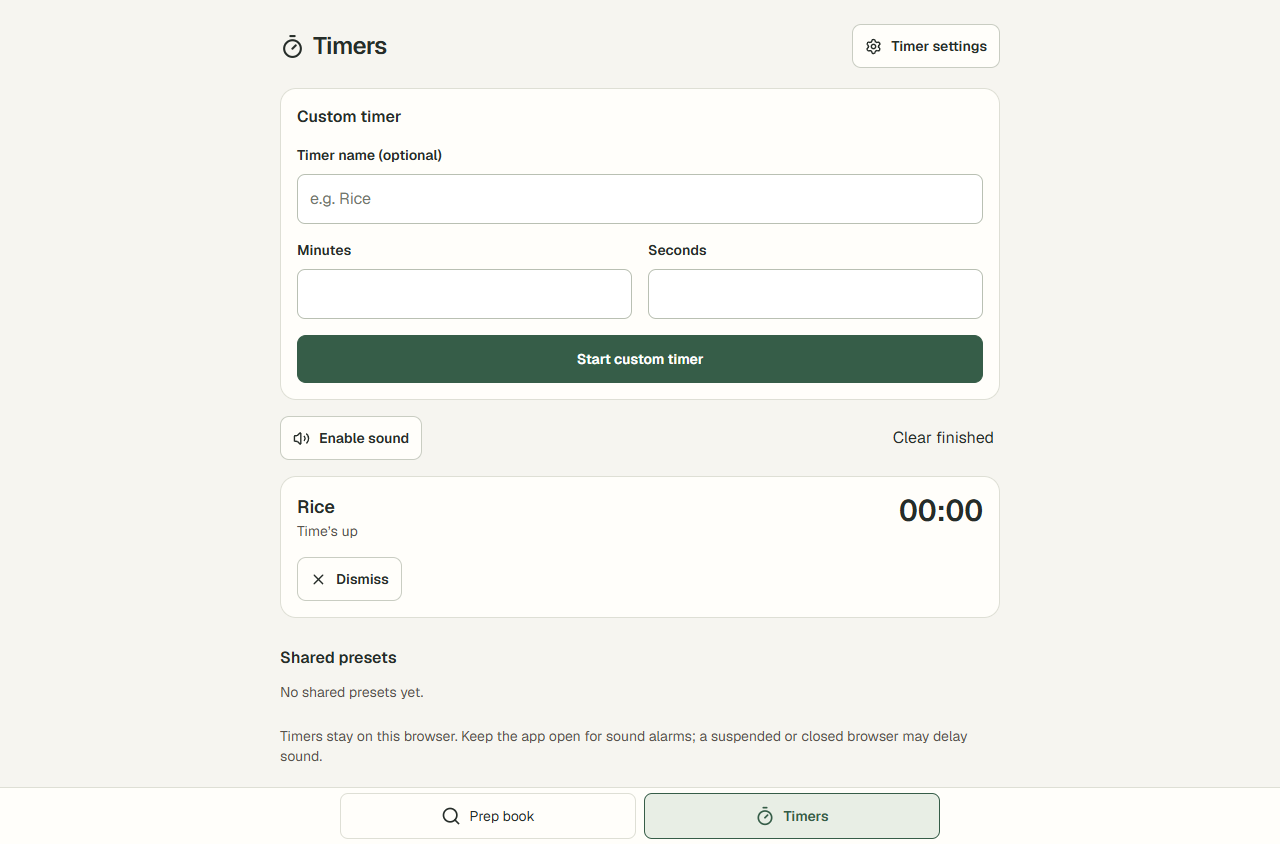 Timers
Timer settings
Custom timer
Timer name (optional)
e.g. Rice
Minutes
Seconds
Start custom timer
Enable sound
Clear finished
Rice
00:00
Time's up
Dismiss
Shared presets
No shared presets yet.
Timers stay on this browser. Keep the app open for sound alarms; a suspended or closed browser may delay
sound.
Prep book
Timers